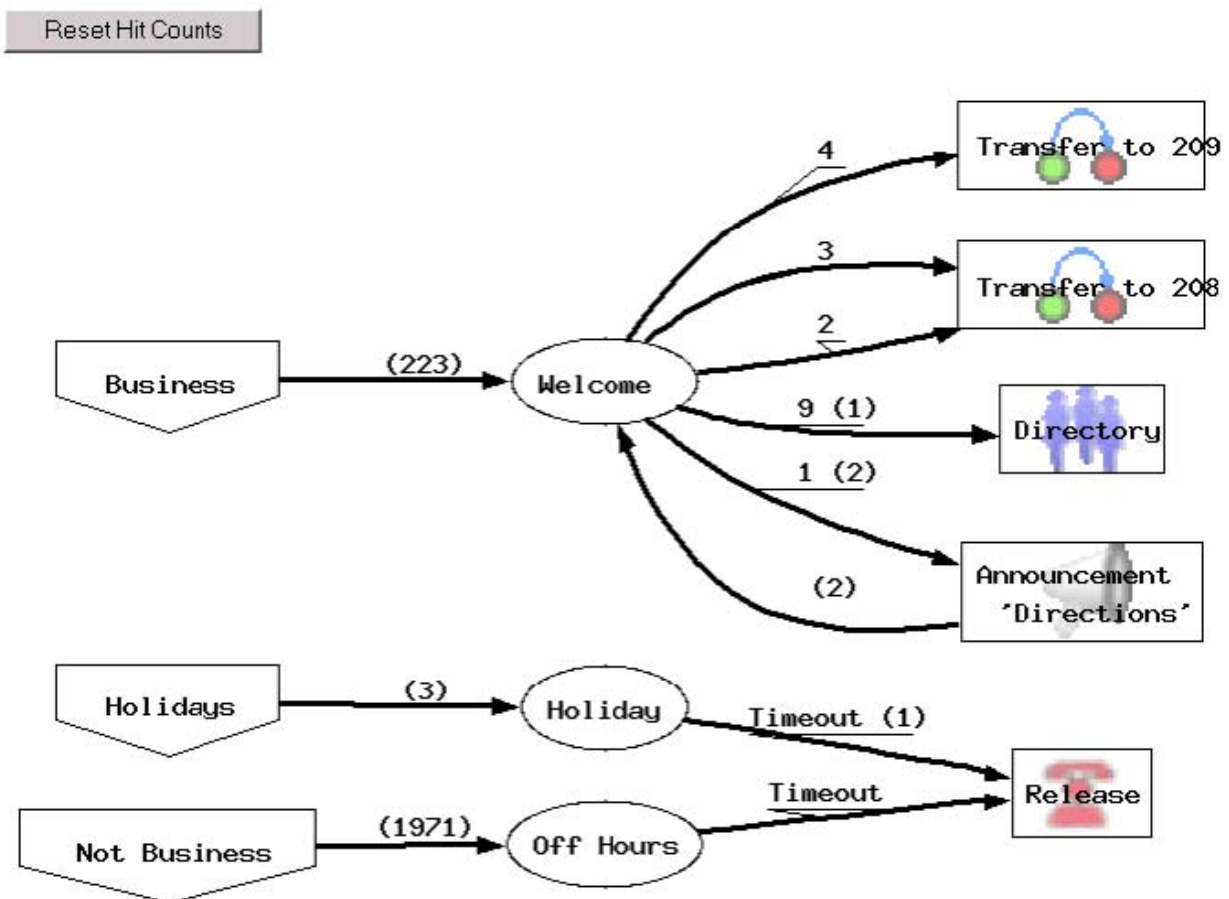 Reset Hit Counts
4
Transfer to 209
3
Transfer to 208
2
Business
(223)
Welcome
9 (1)
Directory
1 (2)
(2)
Announcement
'Directions'
Holidays
(3)
Holiday
Timeout (1)
Release
Timeout
Not Business
(1971)
Off Hours